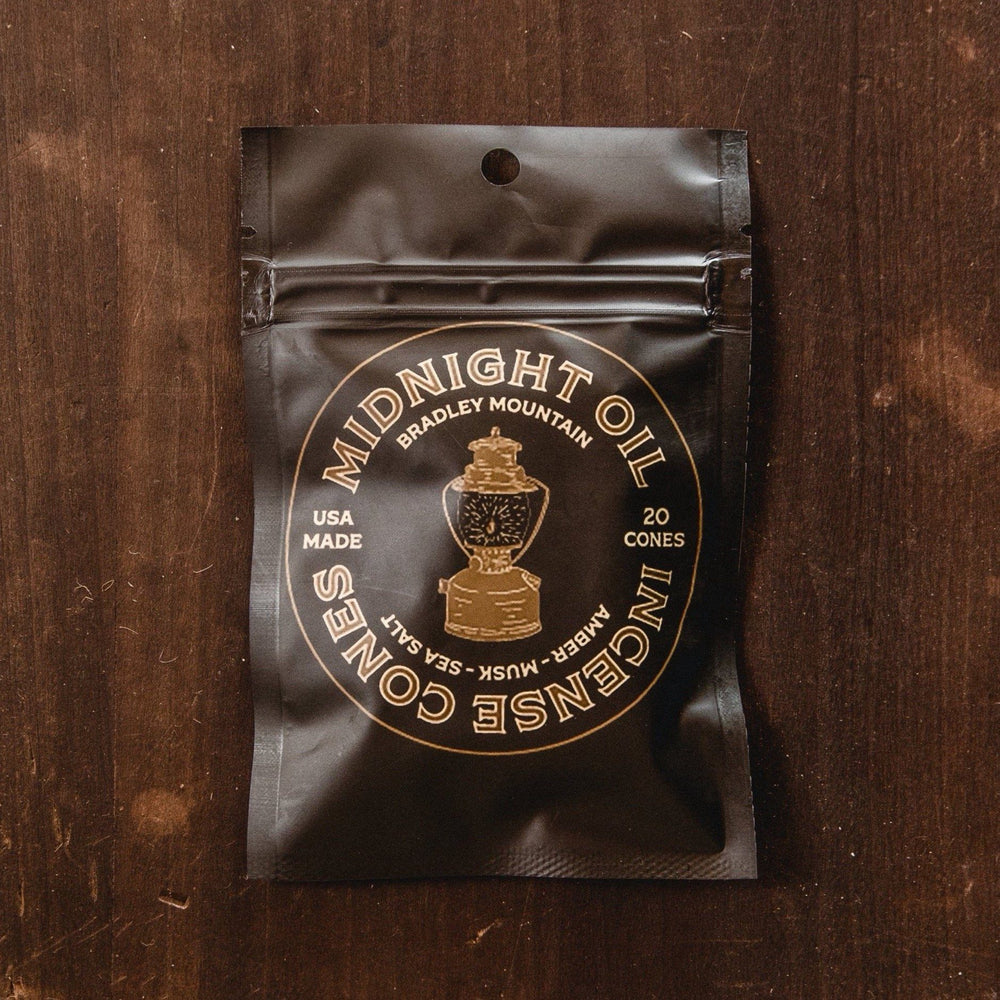 MIDNIGHT OIL
BRADLEY MOUNTAIN
USA
MADE
20
CONES
AMBER - MUSK - SEA SALT
INCENSE CONES